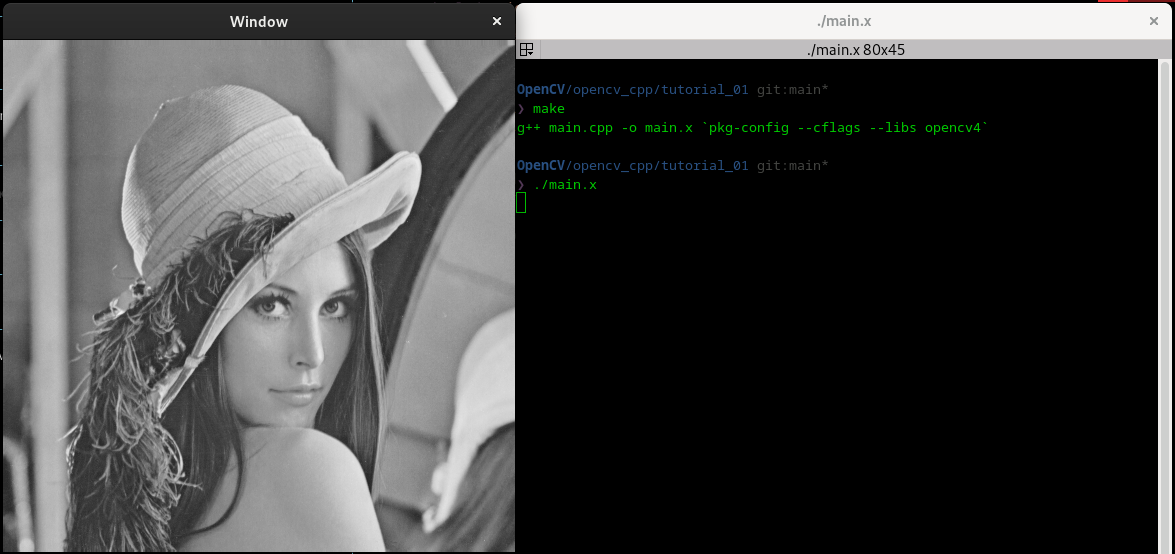 Window ×
./main.x ×
./main.x 80x45
OpenCV/opencv_cpp/tutorial_01 git:main*
❯ make
g++ main.cpp -o main.x `pkg-config --cflags --libs opencv4`
OpenCV/opencv_cpp/tutorial_01 git:main*
❯ ./main.x